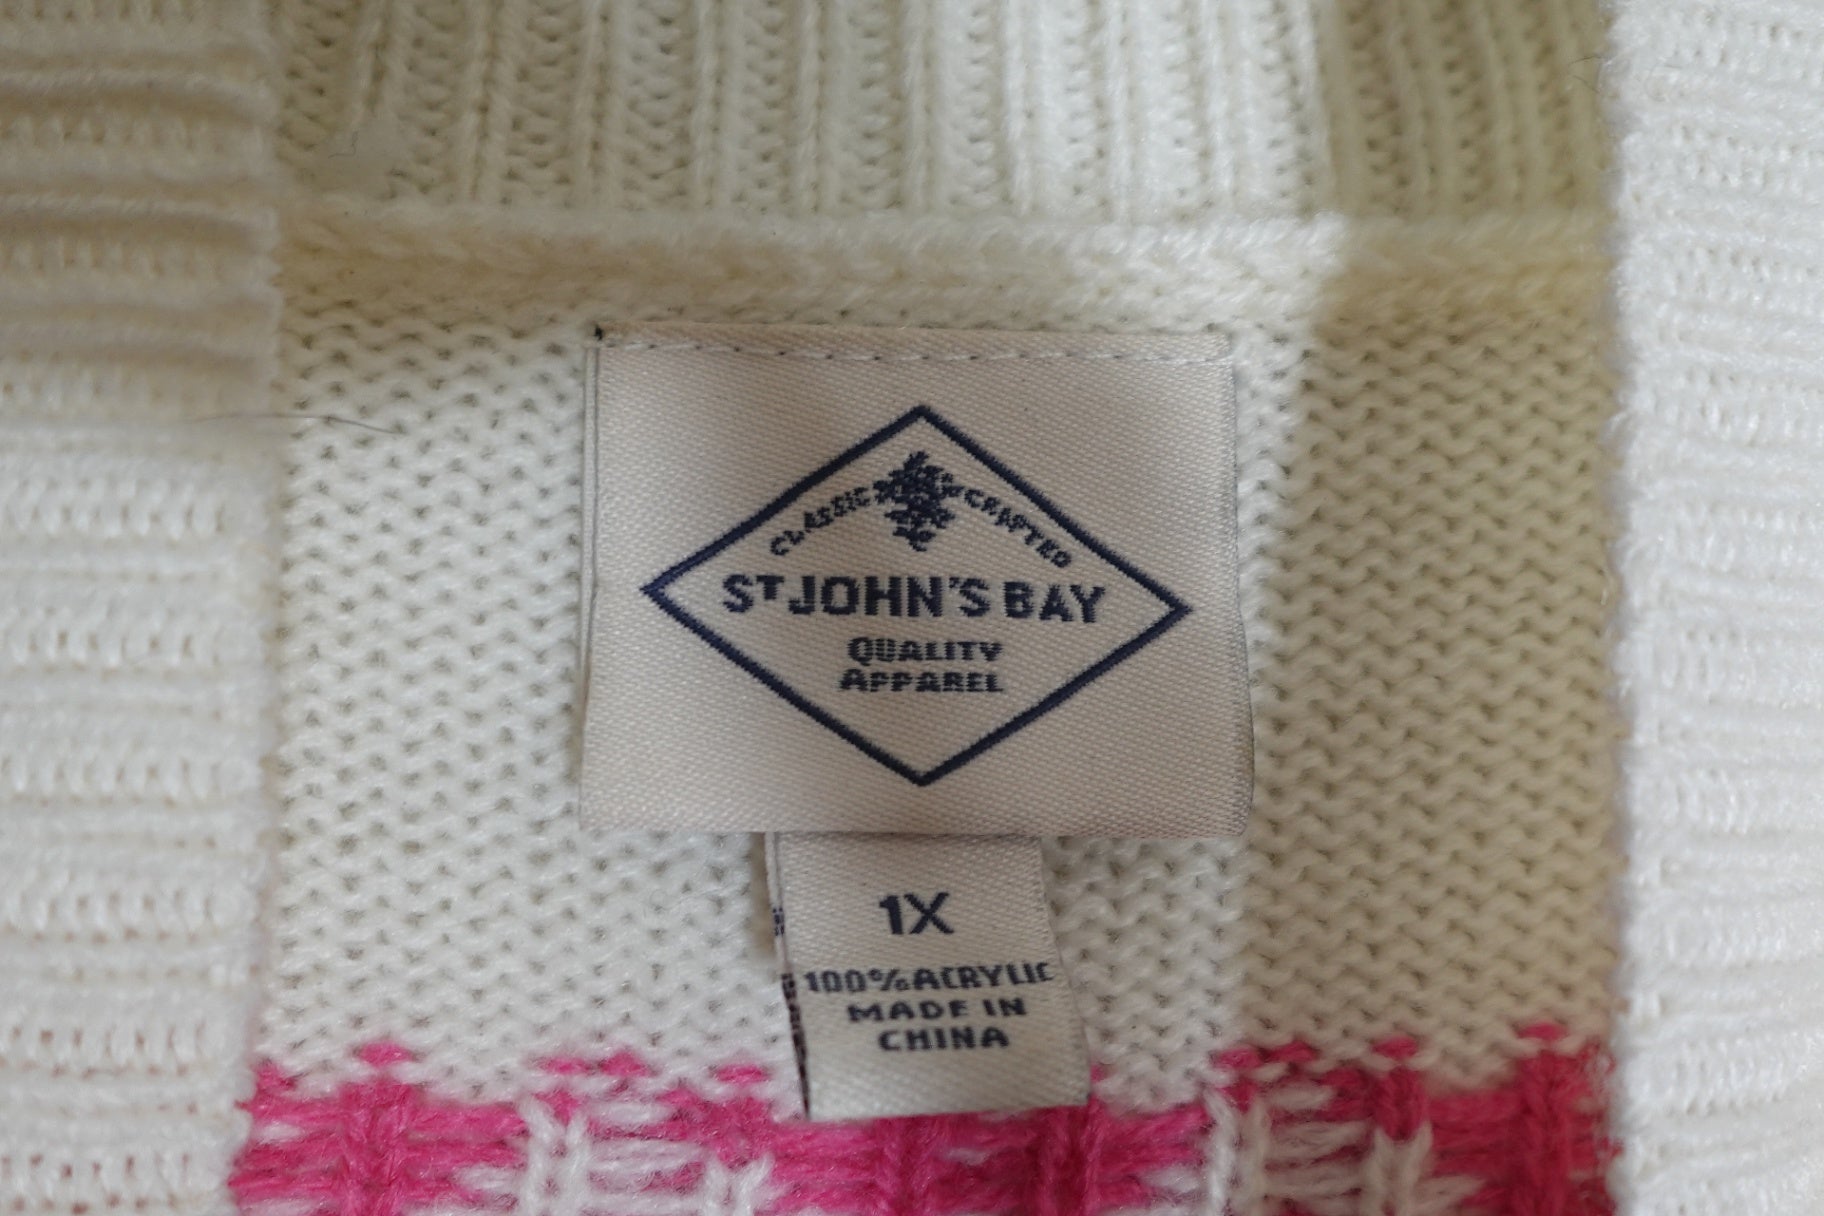 CLASSIC CRAFTED
ST JOHN'S BAY
QUALITY
APPAREL
1X
100% ACRYLIC
MADE IN
CHINA